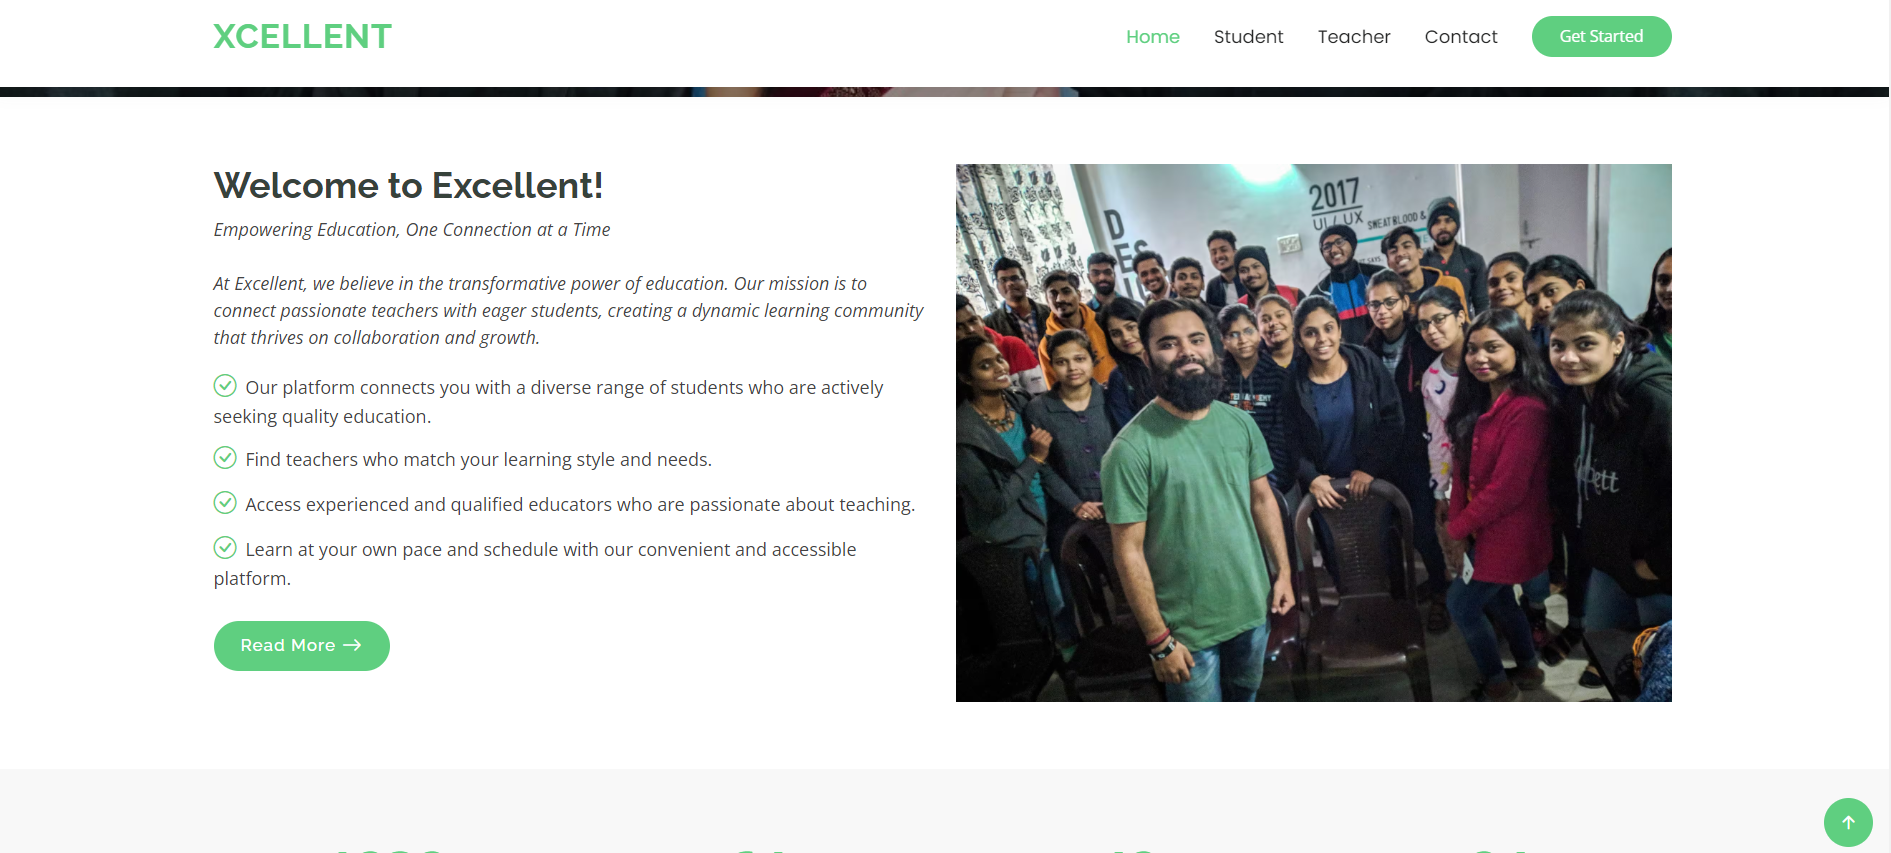 XCELLENT
Home Student Teacher Contact Get Started
Welcome to Excellent!
Empowering Education, One Connection at a Time
At Excellent, we believe in the transformative power of education. Our mission is to
connect passionate teachers with eager students, creating a dynamic learning community
that thrives on collaboration and growth.
Our platform connects you with a diverse range of students who are actively
seeking quality education.
Find teachers who match your learning style and needs.
Access experienced and qualified educators who are passionate about teaching.
Learn at your own pace and schedule with our convenient and accessible
platform.
Read More
2017
UI / UX
SWEAT BLOOD &
D
ES